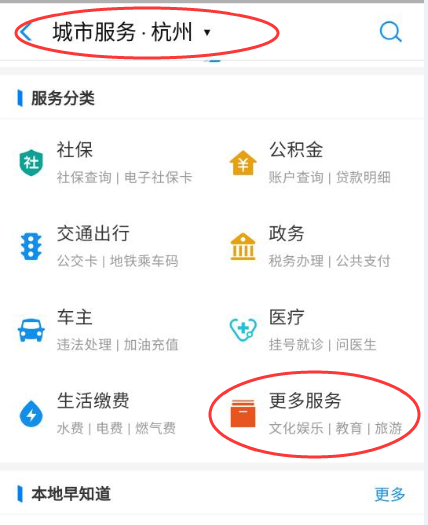 城市服务·杭州
服务分类
社保
公积金
社
社保查询 | 电子社保卡
账户查询 | 贷款明细
交通出行
政务
公交卡 | 地铁乘车码
税务办理 | 公共支付
车主
医疗
违法处理 | 加油充值
挂号就诊 | 问医生
生活缴费
更多服务
水费 | 电费 | 燃气费
文化娱乐 | 教育 | 旅游
本地早知道
更多